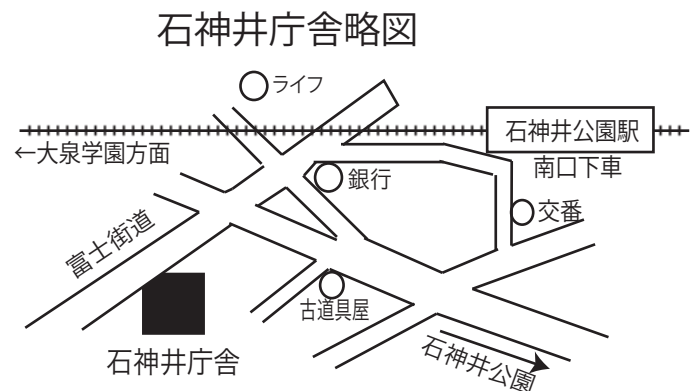 石神井庁舎略図
ライフ
石神井公園駅
←大泉学園方面
南口下車
銀行
交番
富士街道
古道具屋
石神井庁舎
石神井公園